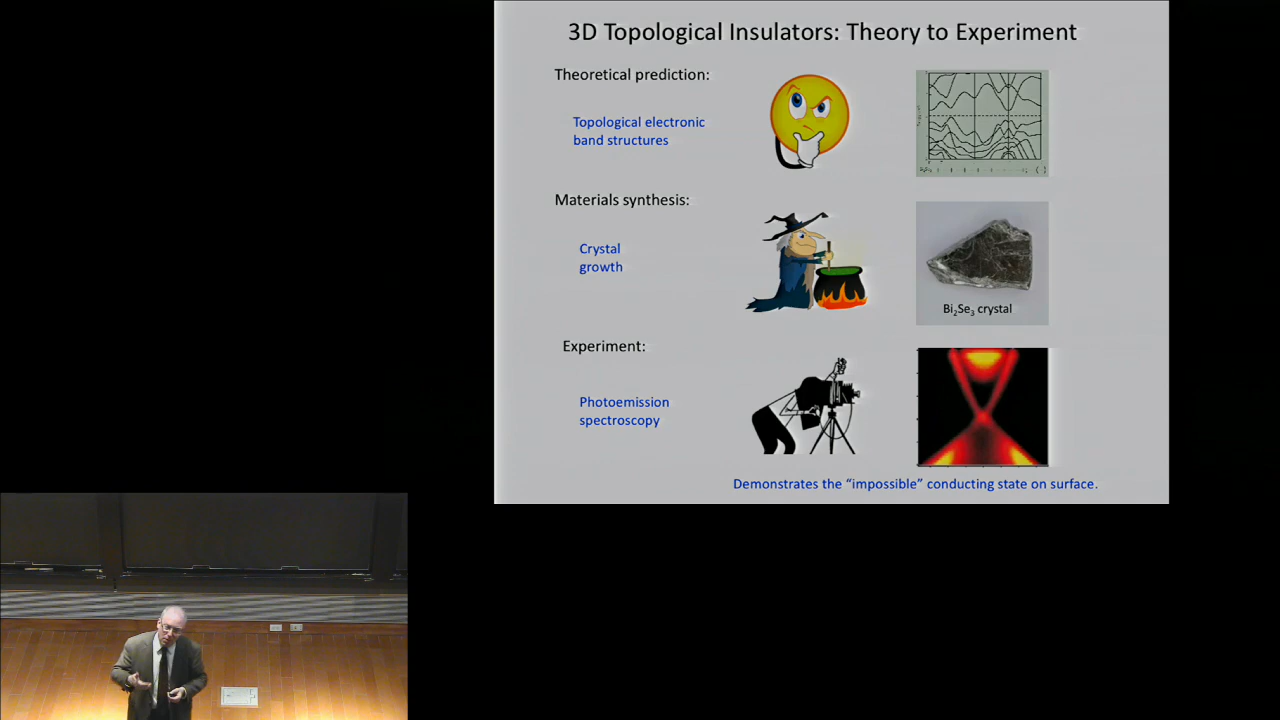 3D Topological Insulators: Theory to Experiment
Theoretical prediction:
Topological electronic
band structures
Materials synthesis:
Crystal
growth
Bi₂Se₃ crystal
Experiment:
Photoemission
spectroscopy
Demonstrates the “impossible” conducting state on surface.